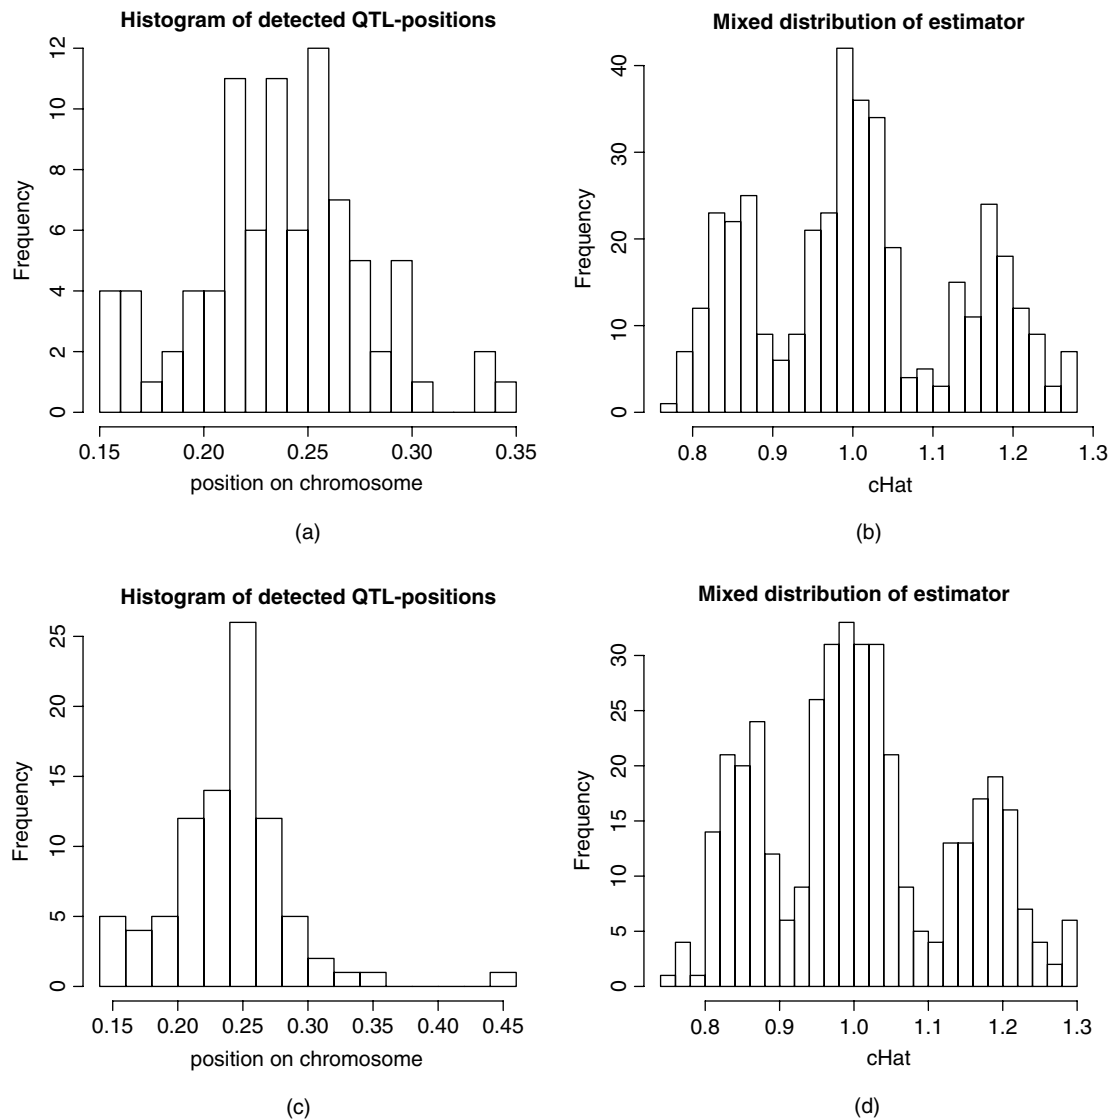 Histogram of detected QTL-positions
Frequency
0 2 4 6 8 10 12
0.15 0.20 0.25 0.30 0.35
position on chromosome
(a)
Mixed distribution of estimator
Frequency
0 10 20 30 40
0.8 0.9 1.0 1.1 1.2 1.3
cHat
(b)
Histogram of detected QTL-positions
Frequency
0 5 10 15 20 25
0.15 0.20 0.25 0.30 0.35 0.40 0.45
position on chromosome
(c)
Mixed distribution of estimator
Frequency
0 5 10 15 20 25 30
0.8 0.9 1.0 1.1 1.2 1.3
cHat
(d)